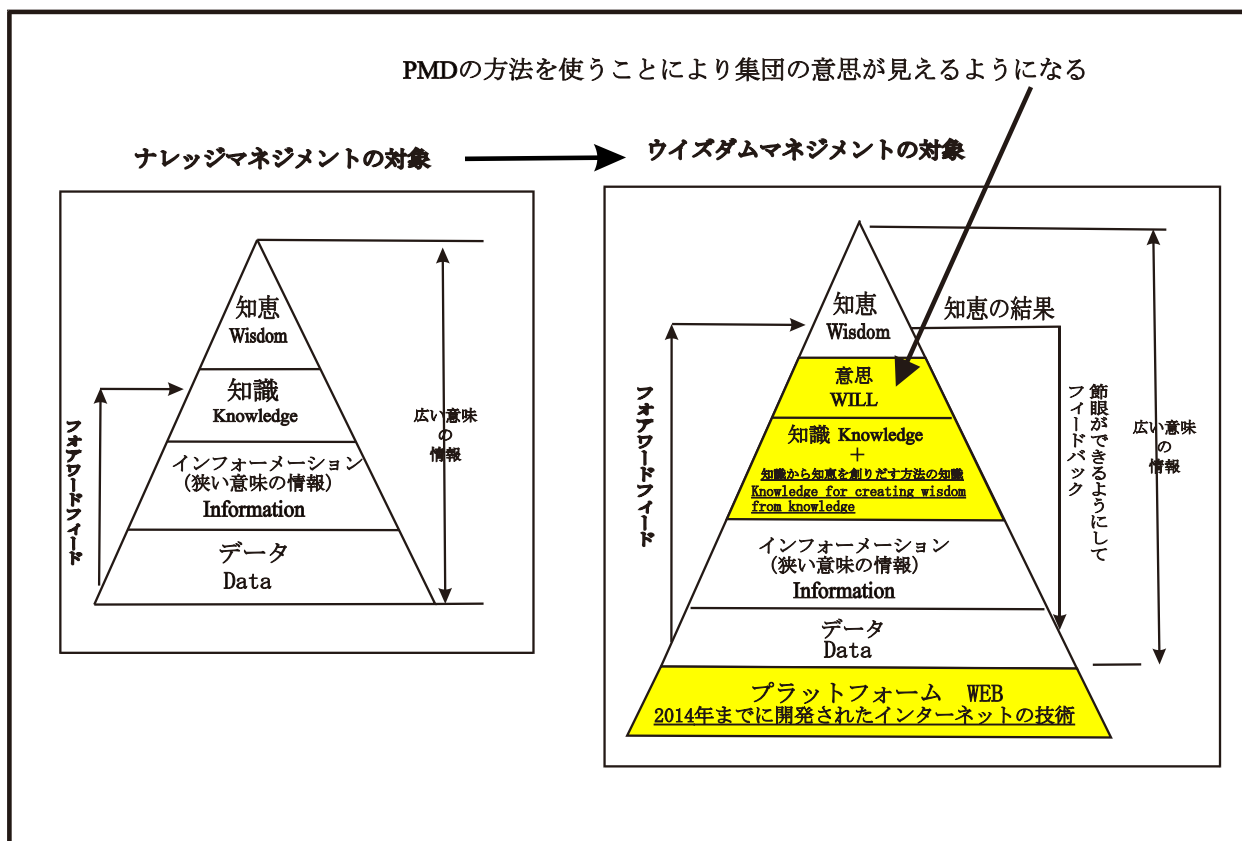 PMDの方法を使うことにより集団の意思が見えるようになる
ナレッジマネジメントの対象
ウイズダムマネジメントの対象
知恵
Wisdom
知識
Knowledge
インフォーメーション
(狭い意味の情報)
Information
データ
Data
フォアワードフィード
広い意味
の
情報
知恵
Wisdom
意思
WILL
知識 Knowledge
+
知識から知恵を創りだす方法の知識
Knowledge for creating wisdom
from knowledge
インフォーメーション
(狭い意味の情報)
Information
データ
Data
プラットフォーム WEB
2014年までに開発されたインターネットの技術
フォアワードフィード
知恵の結果
節眼ができるようにして
フィードバック
広い意味
の
情報